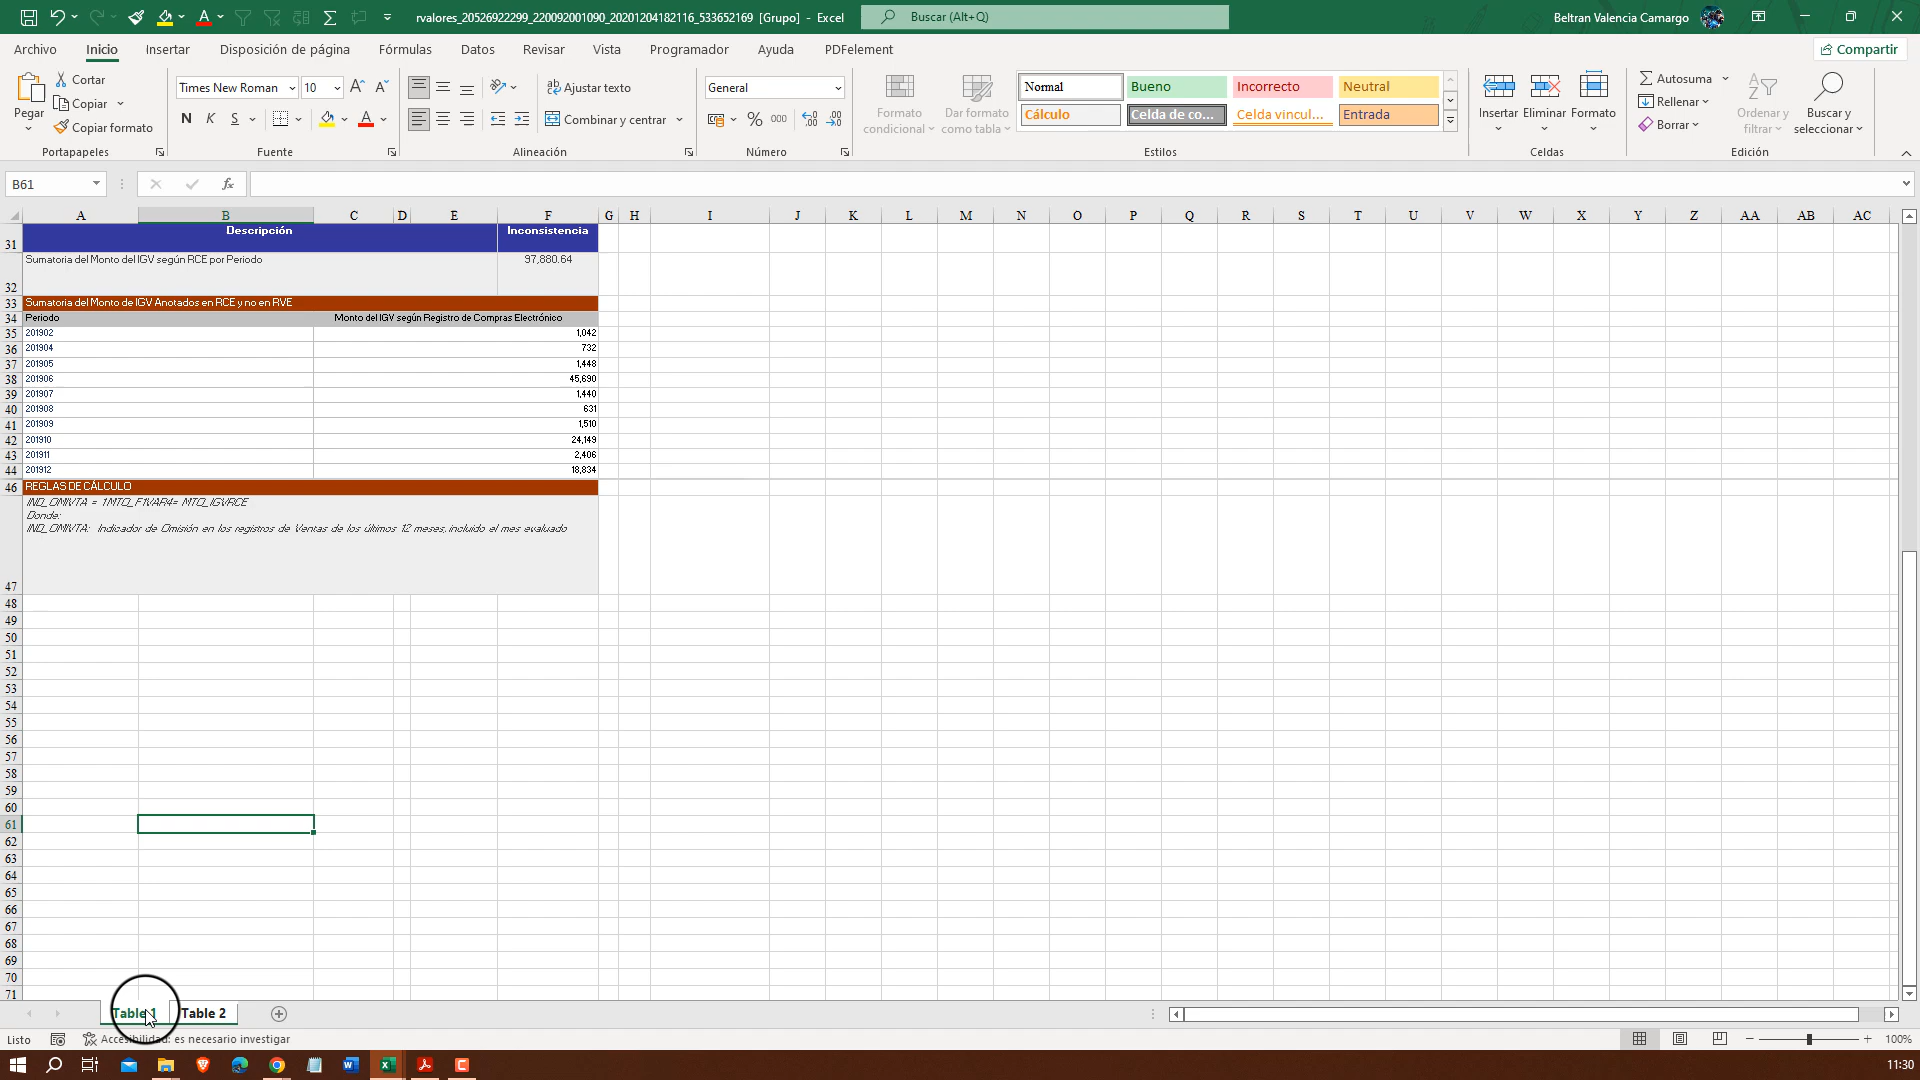 rvalores_20526922299_220092001090_20201204182116_533652169 [Grupo] - Excel
Buscar (Alt+Q)
Beltran Valencia Camargo
Archivo Inicio Insertar Disposición de página Fórmulas Datos Revisar Vista Programador Ayuda PDFelement Compartir
Pegar
Cortar
Copiar
Copiar formato
Portapapeles
Times New Roman 10
N K S
Fuente
Ajustar texto
Combinar y centrar
Alineación
General
% 000
Número
Formato condicional
Dar formato como tabla
Normal Bueno Incorrecto Neutral
Cálculo Celda de co... Celda vincul... Entrada
Estilos
Insertar Eliminar Formato
Celdas
Autosuma
Rellenar
Borrar
Ordenar y filtrar
Buscar y seleccionar
Edición
B61 fx
A B C D E F G H I J K L M N O P Q R S T U V W X Y Z AA AB AC
31 Descripción Inconsistencia
32 Sumatoria del Monto del IGV según RCE por Periodo 97,880.64
33 Sumatoria del Monto de IGV Anotados en RCE y no en RVE
34 Periodo Monto del IGV según Registro de Compras Electrónico
35 201902 1,042
36 201904 732
37 201905 1,448
38 201906 45,690
39 201907 1,440
40 201908 631
41 201909 1,510
42 201910 24,149
43 201911 2,406
44 201912 18,834
46 REGLAS DE CÁLCULO
IND_OMIVTA = 1MTO_F1VAR4= MTO_IGVRCE
Donde:
IND_OMIVTA: Indicador de Omisión en los registros de Ventas de los últimos 12 meses, incluido el mes evaluado
47
48
49
50
51
52
53
54
55
56
57
58
59
60
61
62
63
64
65
66
67
68
69
70
71
Table 1 Table 2
Listo Accesibilidad: es necesario investigar 100%
11:30